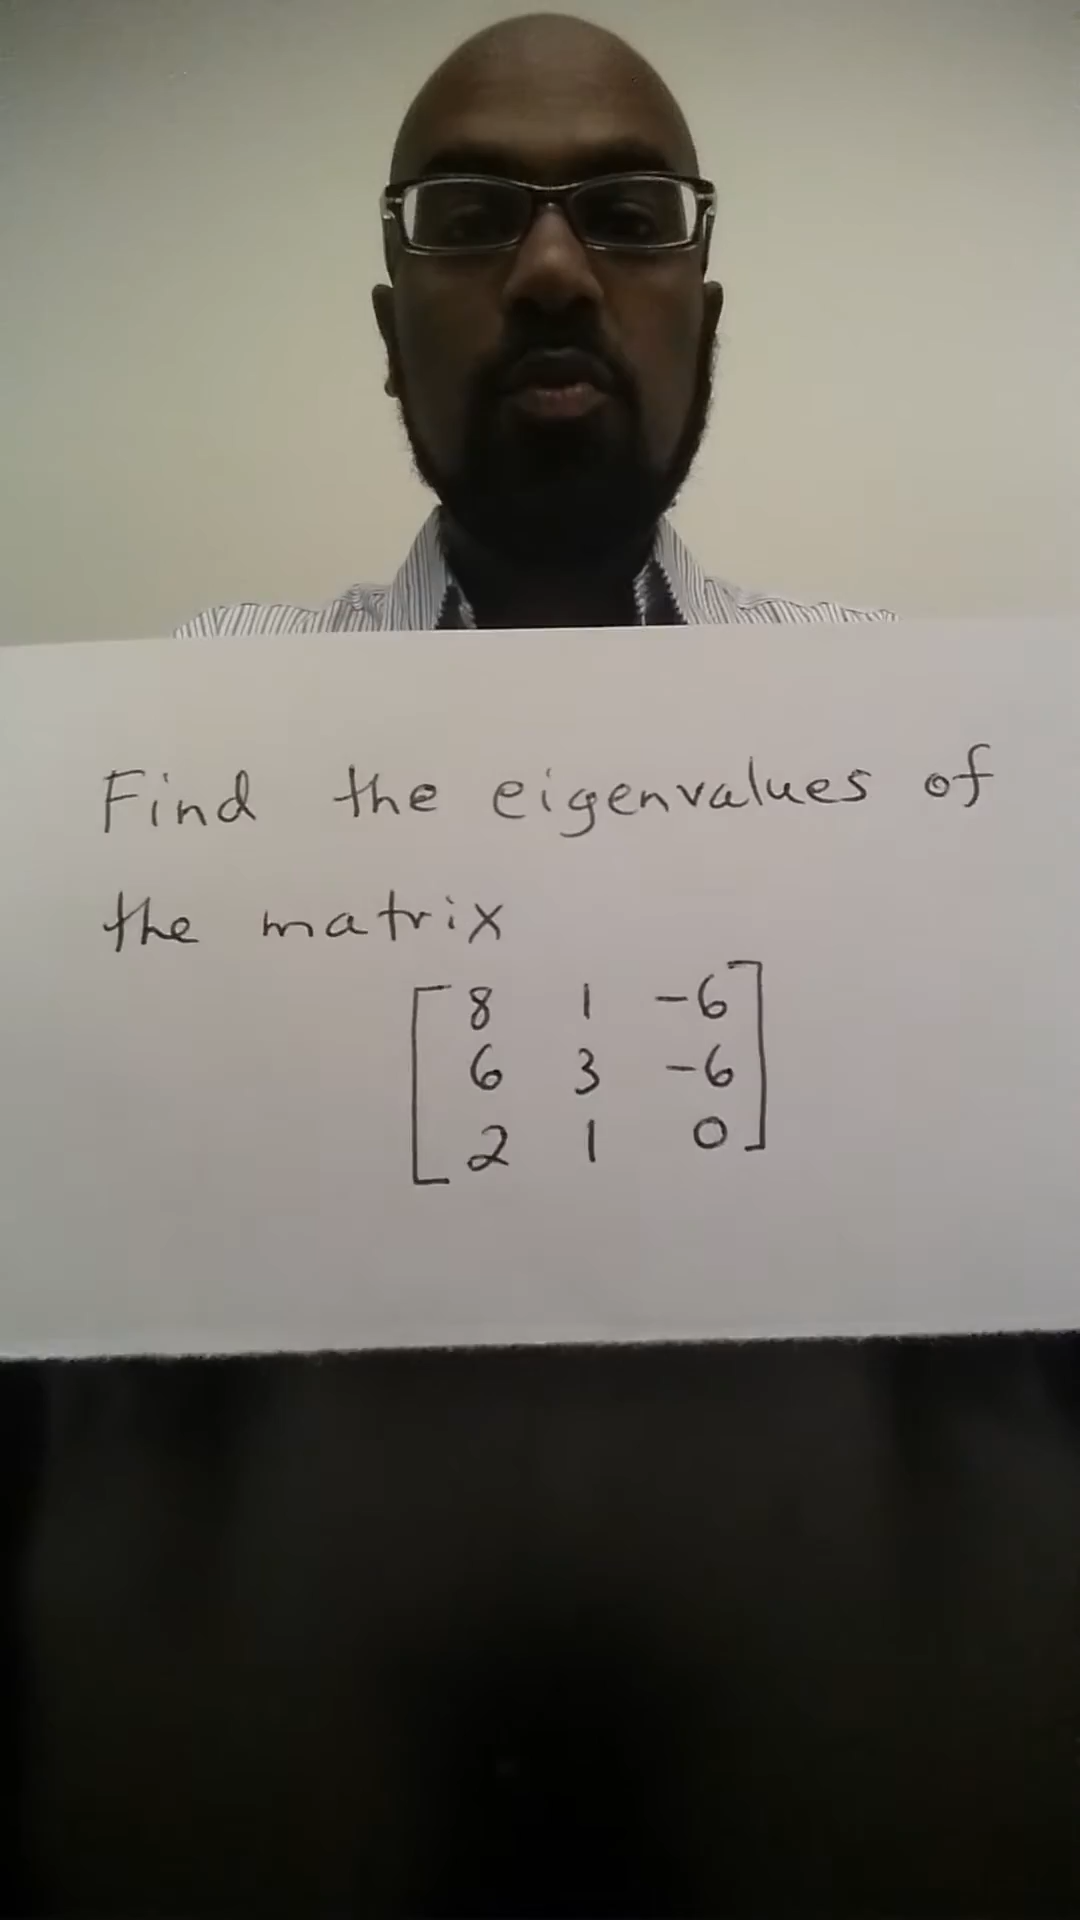 Find the eigenvalues of
the matrix
8 1 -6
6 3 -6
2 1 0